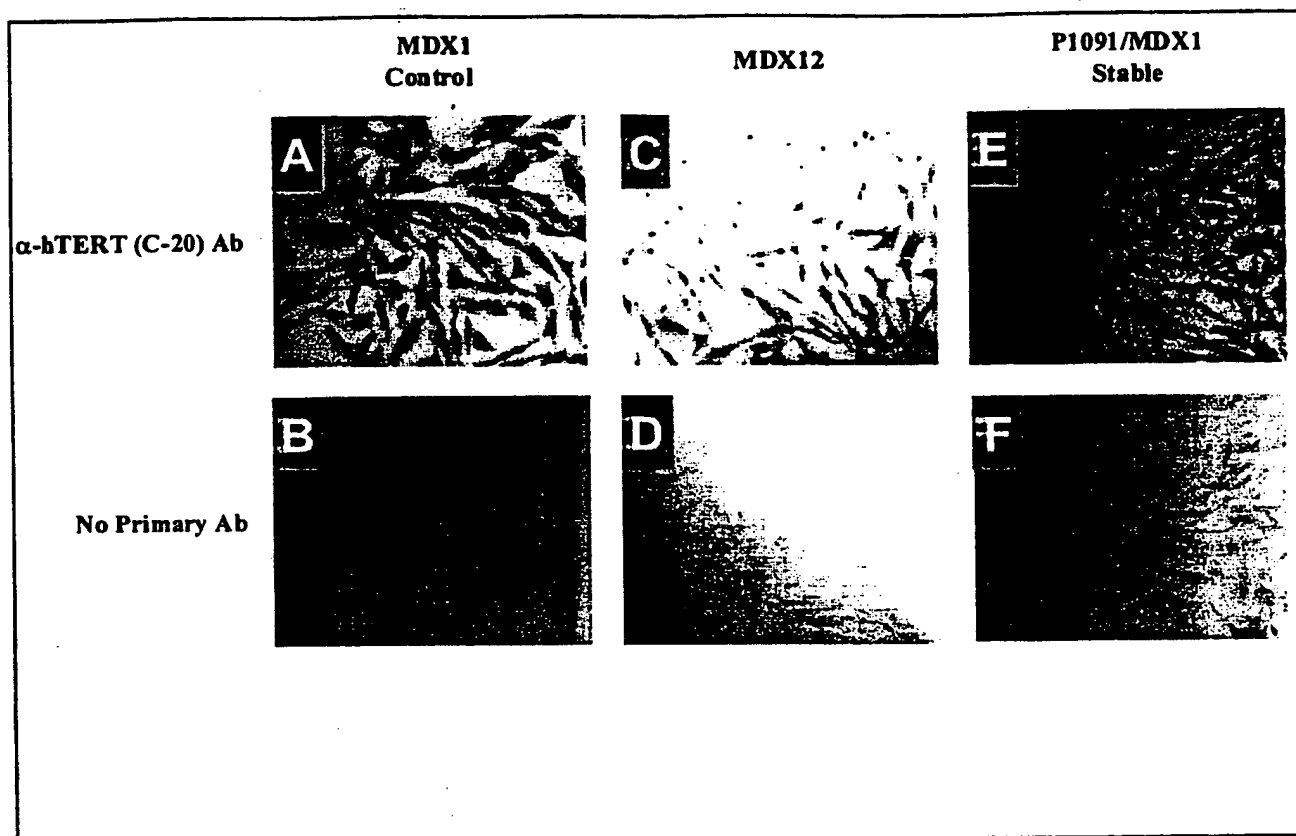 MDX1
Control
MDX12
P1091/MDX1
Stable
α-hTERT (C-20) Ab
A
C
E
No Primary Ab
B
D
F